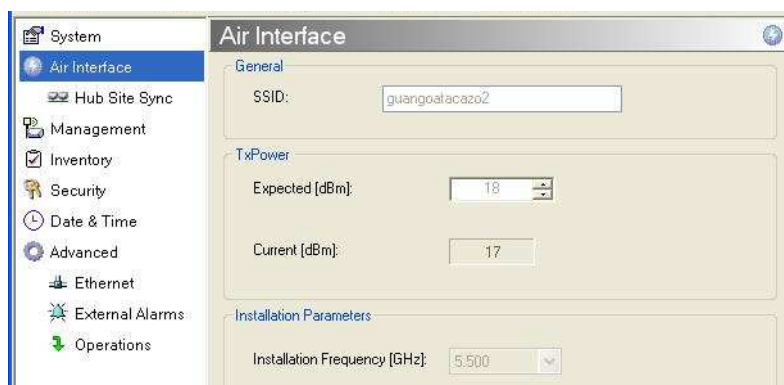 System
Air Interface
Hub Site Sync
Management
Inventory
Security
Date & Time
Advanced
Ethernet
External Alarms
Operations
Air Interface
General
SSID: guangoatacazo2
TxPower
Expected [dBm]: 18
Current [dBm]: 17
Installation Parameters
Installation Frequency [GHz]: 5.500